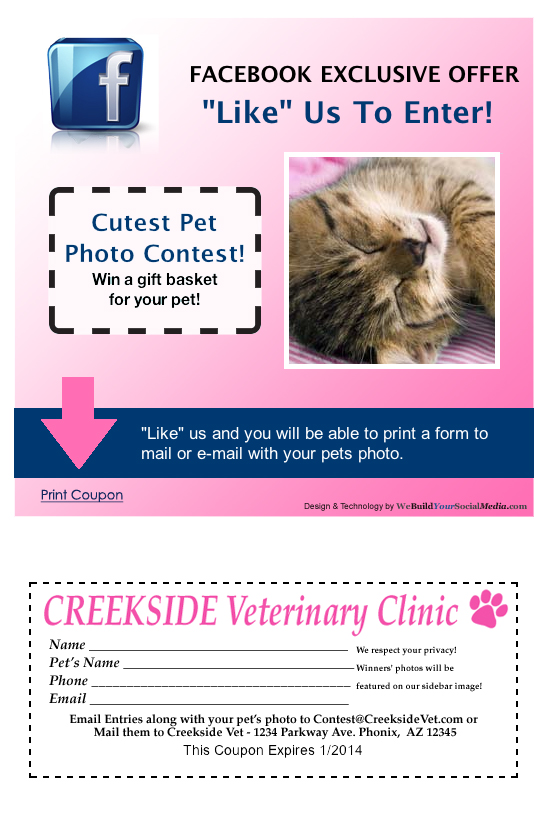 f
FACEBOOK EXCLUSIVE OFFER
"Like" Us To Enter!
Cutest Pet
Photo Contest!
Win a gift basket
for your pet!
"Like" us and you will be able to print a form to
mail or e-mail with your pets photo.
Print Coupon
Design & Technology by WeBuildYourSocialMedia.com
CREEKSIDE Veterinary Clinic
Name
We respect your privacy!
Pet's Name
Winners' photos will be
Phone
featured on our sidebar image!
Email
Email Entries along with your pet's photo to Contest@CreeksideVet.com or
Mail them to Creekside Vet - 1234 Parkway Ave. Phonix, AZ 12345
This Coupon Expires 1/2014